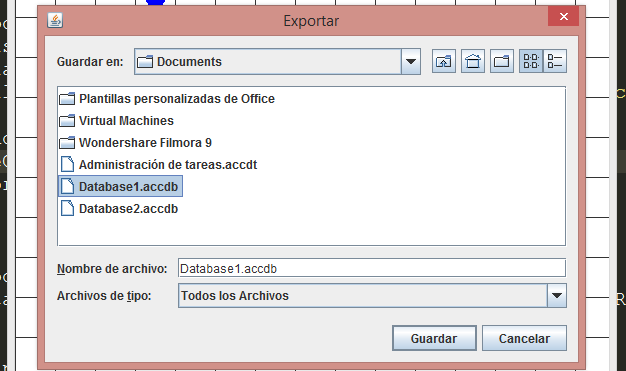 Exportar
Guardar en: Documents
Plantillas personalizadas de Office
Virtual Machines
Wondershare Filmora 9
Administración de tareas.accdt
Database1.accdb
Database2.accdb
Nombre de archivo: Database1.accdb
Archivos de tipo: Todos los Archivos
Guardar Cancelar